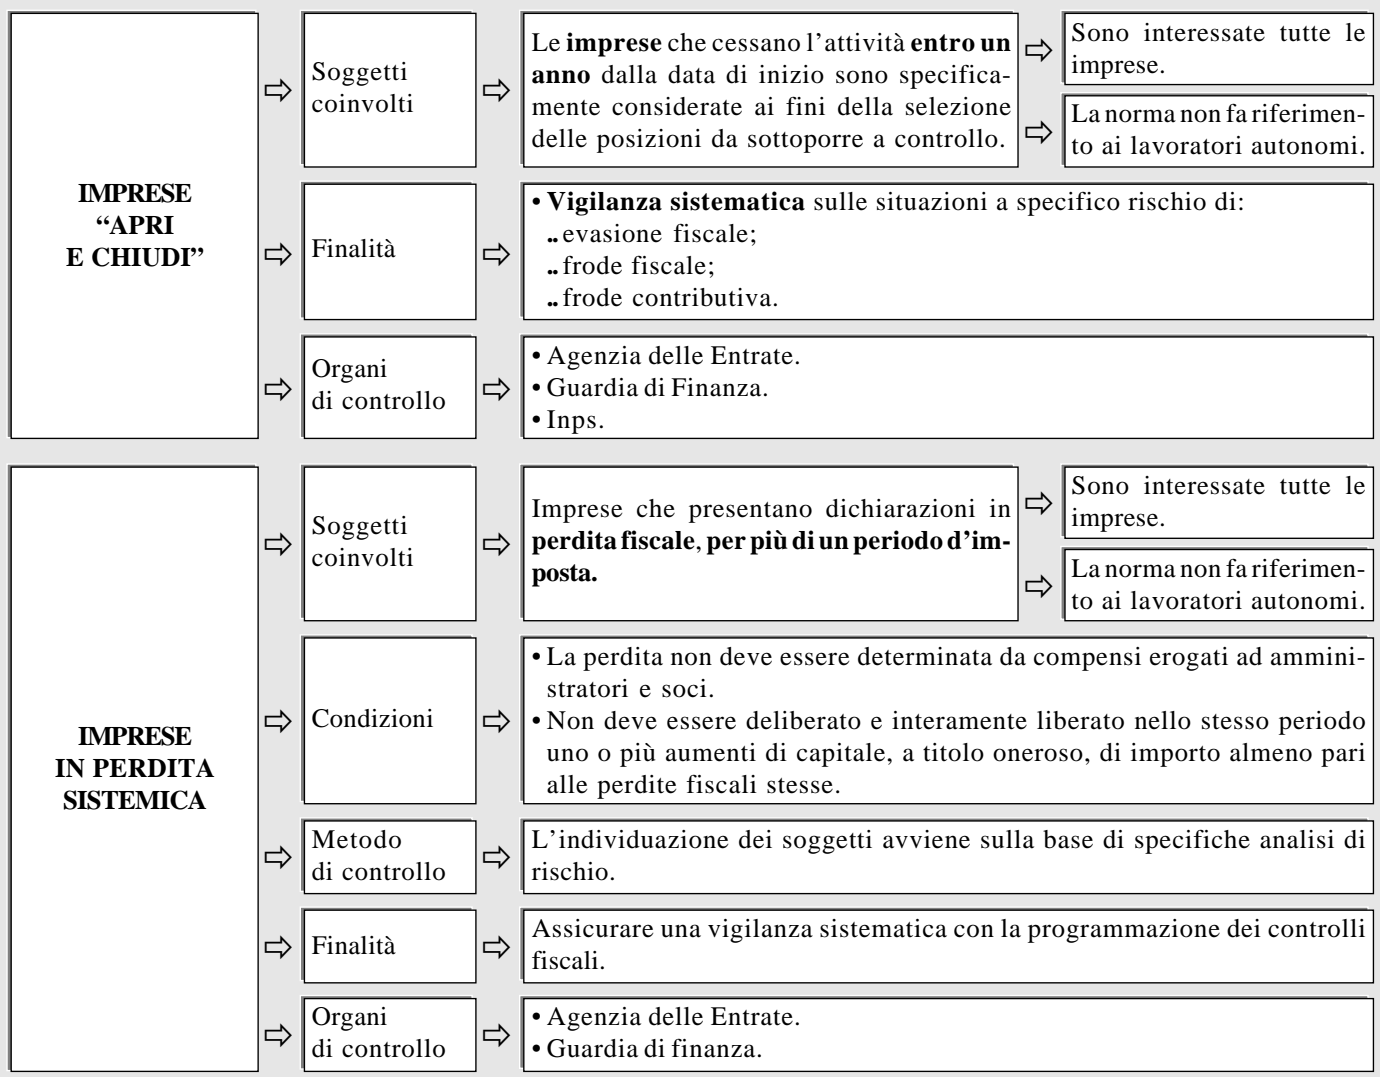 IMPRESE
“APRI
E CHIUDI”
Soggetti
coinvolti
Le imprese che cessano l’attività entro un
anno dalla data di inizio sono specifica-
mente considerate ai fini della selezione
delle posizioni da sottoporre a controllo.
Sono interessate tutte le
imprese.
La norma non fa riferimen-
to ai lavoratori autonomi.
Finalità
• Vigilanza sistematica sulle situazioni a specifico rischio di:
.. evasione fiscale;
.. frode fiscale;
.. frode contributiva.
Organi
di controllo
• Agenzia delle Entrate.
• Guardia di Finanza.
• Inps.
IMPRESE
IN PERDITA
SISTEMICA
Soggetti
coinvolti
Imprese che presentano dichiarazioni in
perdita fiscale, per più di un periodo d’im-
posta.
Sono interessate tutte le
imprese.
La norma non fa riferimen-
to ai lavoratori autonomi.
Condizioni
• La perdita non deve essere determinata da compensi erogati ad ammini-
stratori e soci.
• Non deve essere deliberato e interamente liberato nello stesso periodo
uno o più aumenti di capitale, a titolo oneroso, di importo almeno pari
alle perdite fiscali stesse.
Metodo
di controllo
L’individuazione dei soggetti avviene sulla base di specifiche analisi di
rischio.
Finalità
Assicurare una vigilanza sistematica con la programmazione dei controlli
fiscali.
Organi
di controllo
• Agenzia delle Entrate.
• Guardia di finanza.